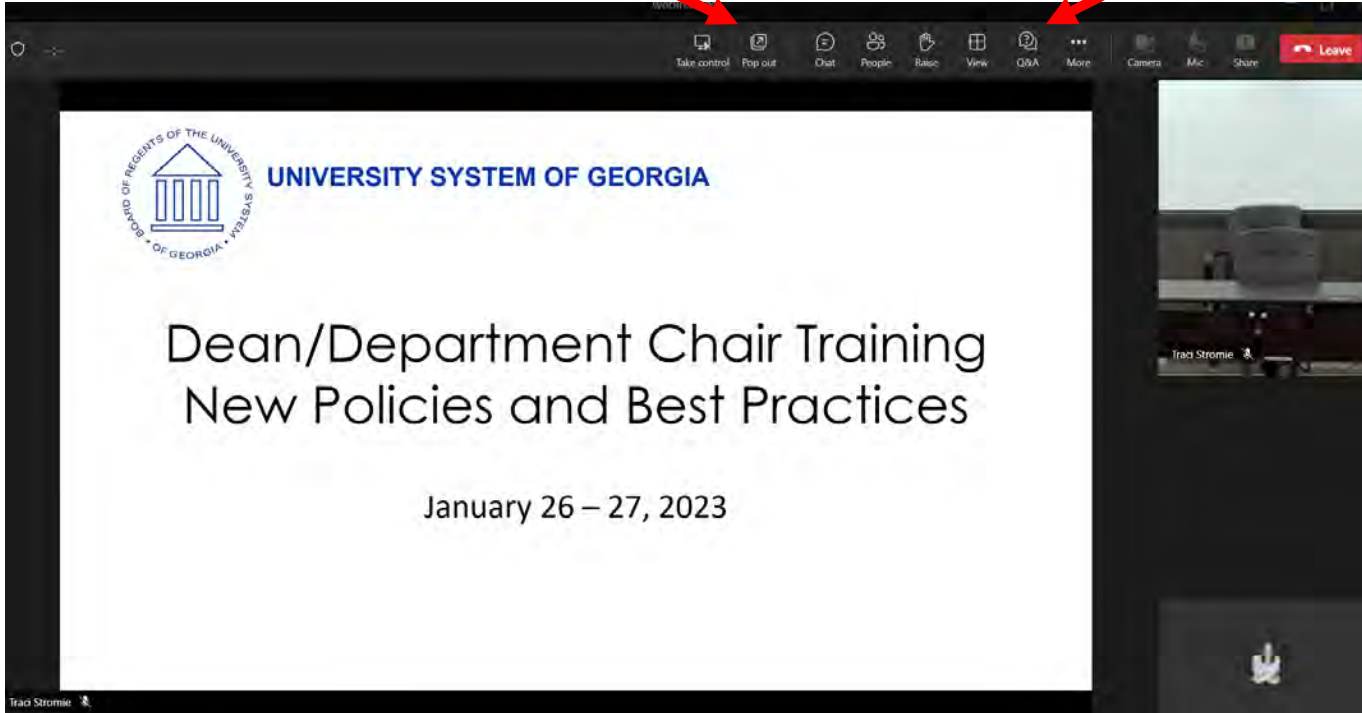 Take control Pop out Chat People Raise View Q&A More Camera Mic Share Leave
BOARD OF REGENTS OF THE UNIVERSITY SYSTEM • OF GEORGIA •
UNIVERSITY SYSTEM OF GEORGIA
Dean/Department Chair Training
New Policies and Best Practices
January 26 – 27, 2023
Traci Stromie
Traci Stromie